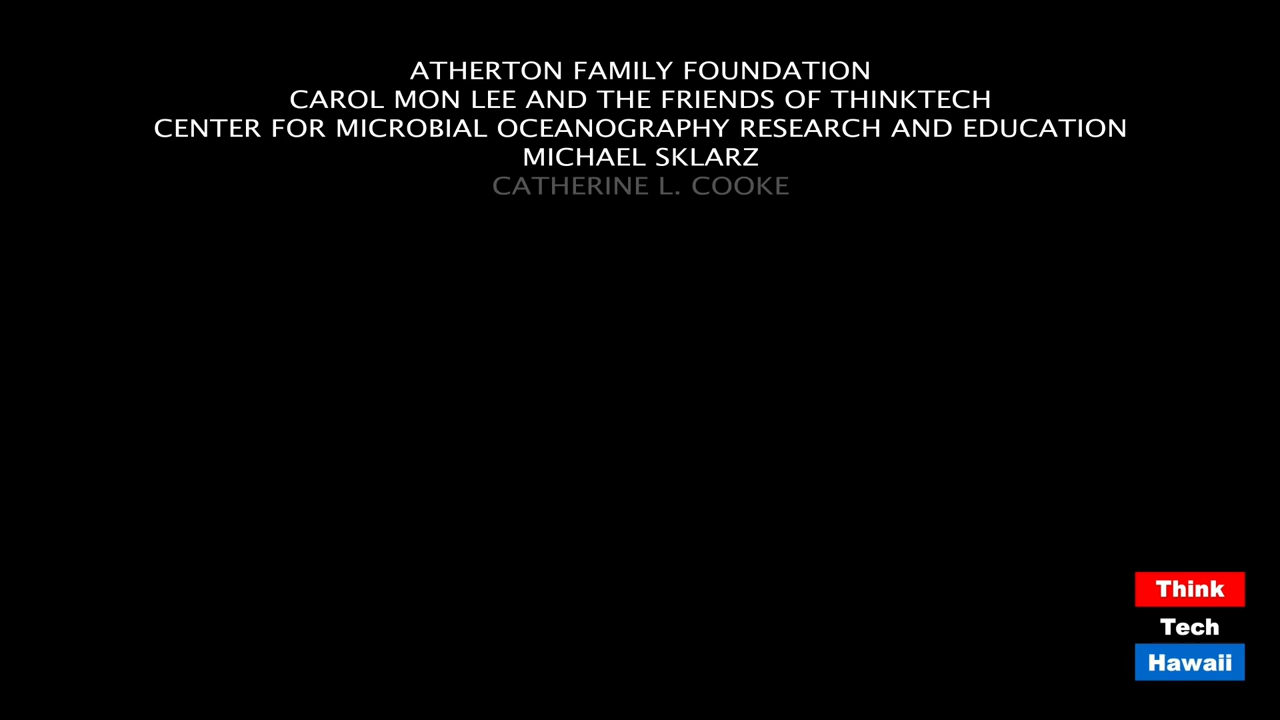 ATHERTON FAMILY FOUNDATION
CAROL MON LEE AND THE FRIENDS OF THINKTECH
CENTER FOR MICROBIAL OCEANOGRAPHY RESEARCH AND EDUCATION
MICHAEL SKLARZ
CATHERINE L. COOKE
Think
Tech
Hawaii